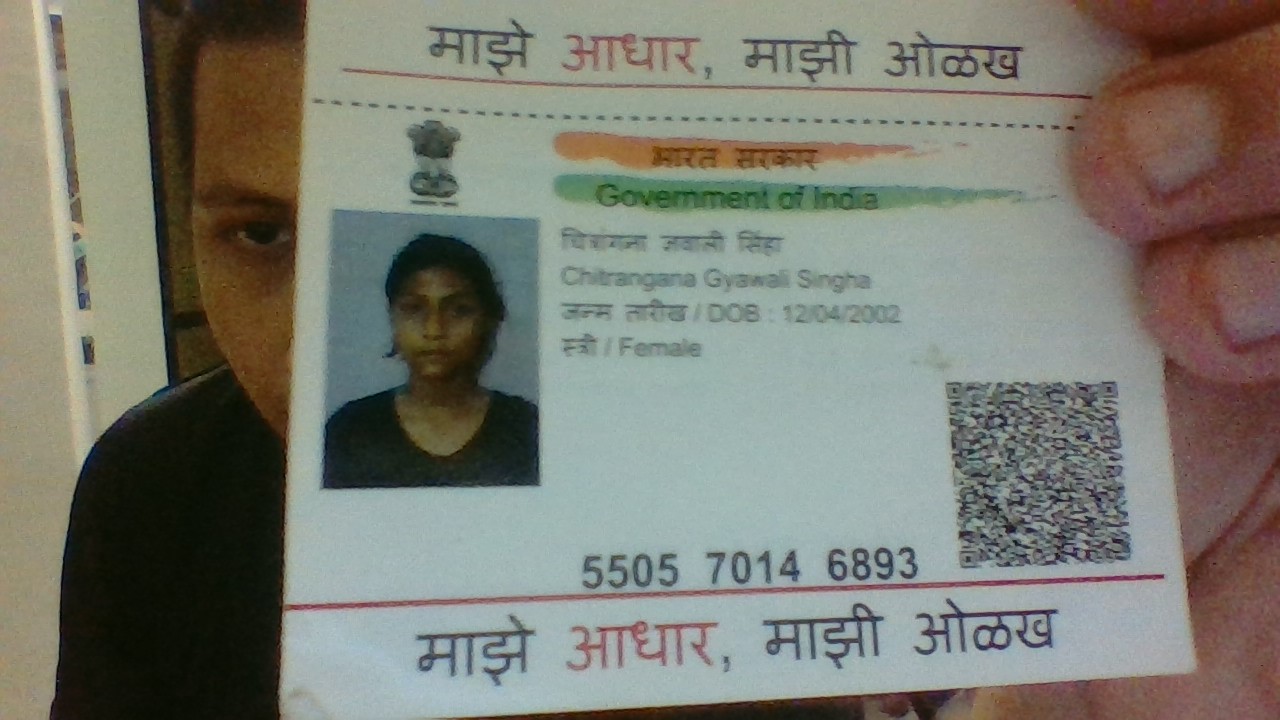 माझे आधार, माझी ओळख
भारत सरकार
Government of India
चित्रांगना ज्ञवाली सिंहा
Chitrangana Gyawali Singha
जन्म तारीख / DOB : 12/04/2002
स्त्री / Female
5505 7014 6893
माझे आधार, माझी ओळख